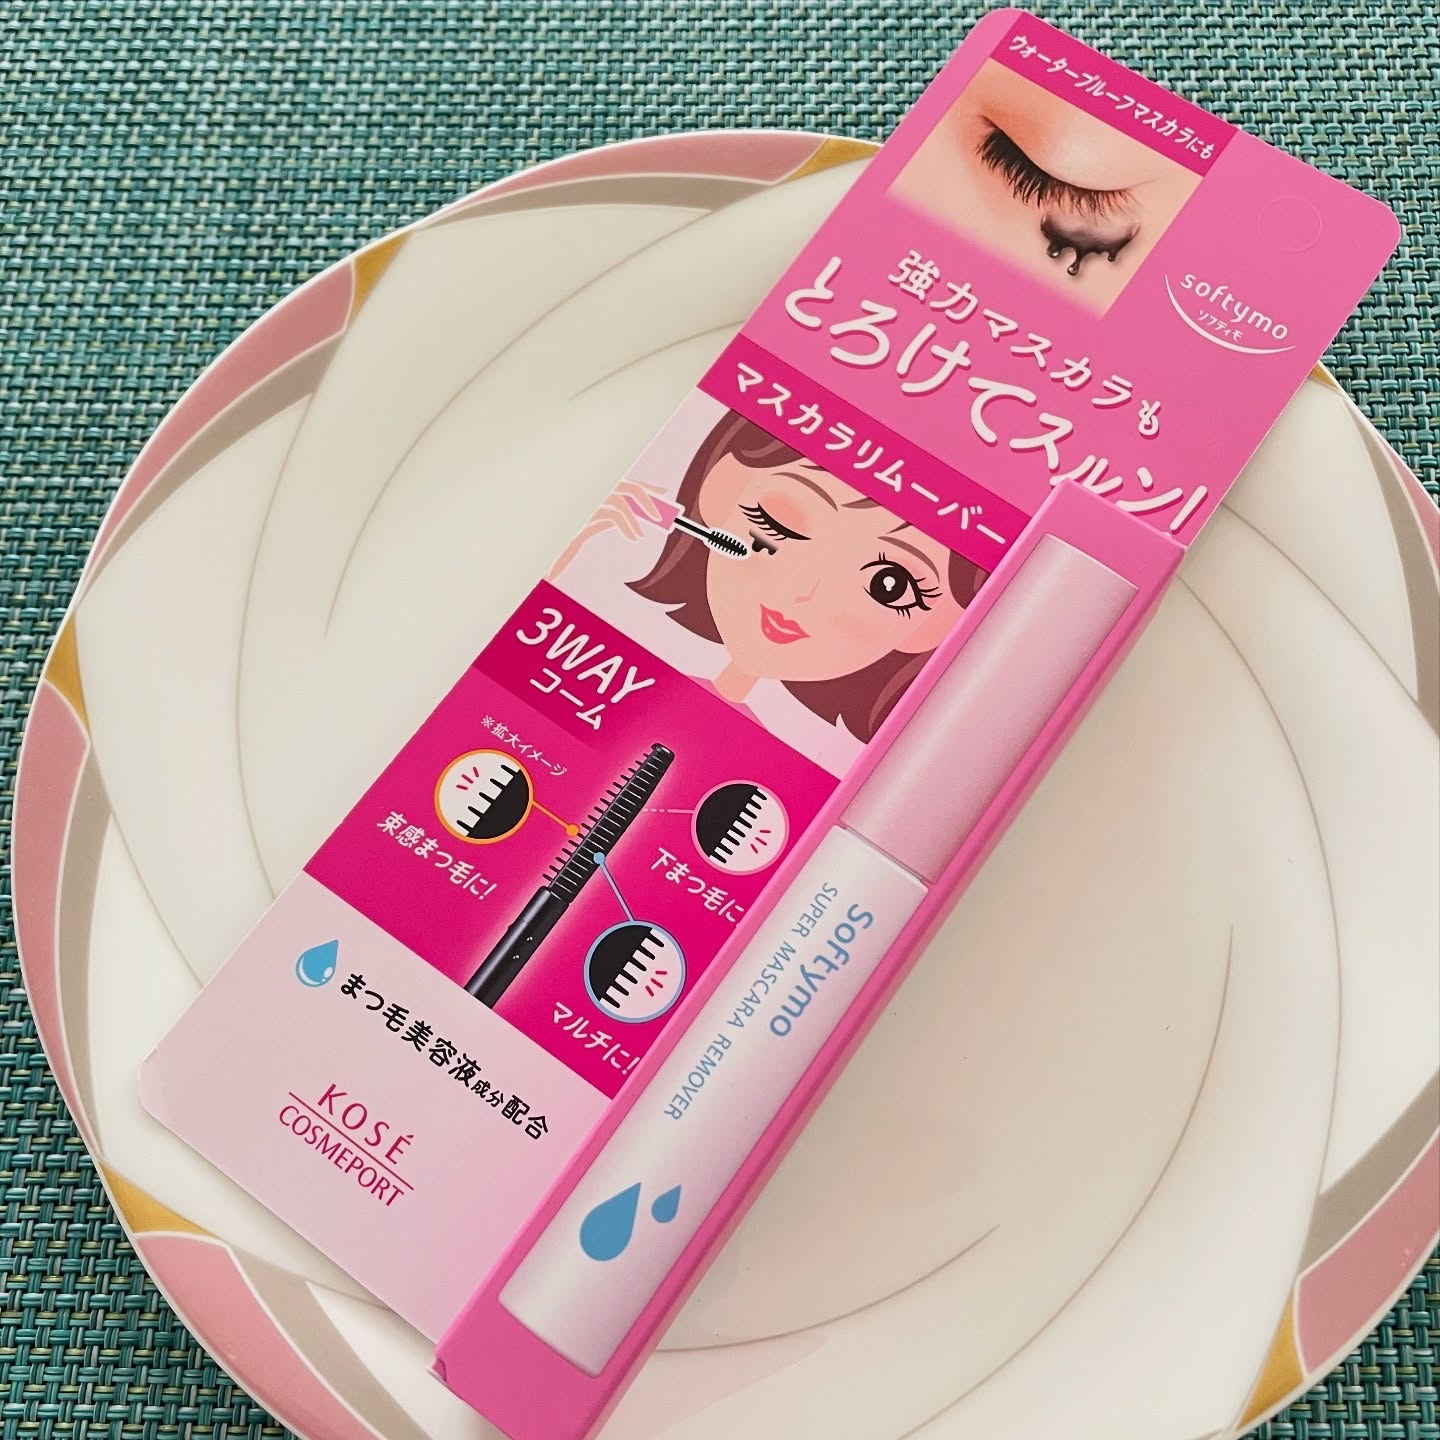 ウォータープルーフマスカラにも
softymo
ソフティモ
強力マスカラも
とろけてスルン!
マスカラリムーバー
3WAY
コーム
※拡大イメージ
束感まつ毛に!
下まつ毛に
マルチに!
まつ毛美容液成分配合
KOSÉ
COSMEPORT
Softymo
SUPER MASCARA REMOVER